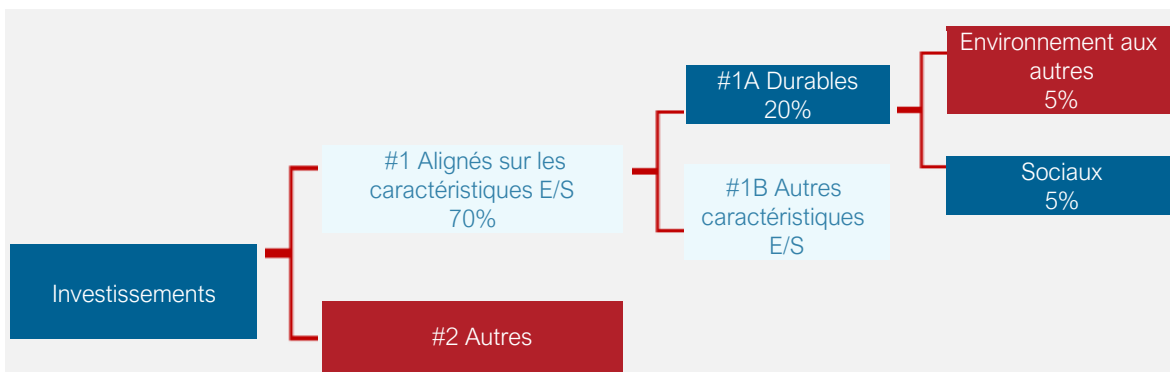 Investissements
#1 Alignés sur les
caractéristiques E/S
70%
#2 Autres
#1A Durables
20%
#1B Autres
caractéristiques
E/S
Environnement aux
autres
5%
Sociaux
5%